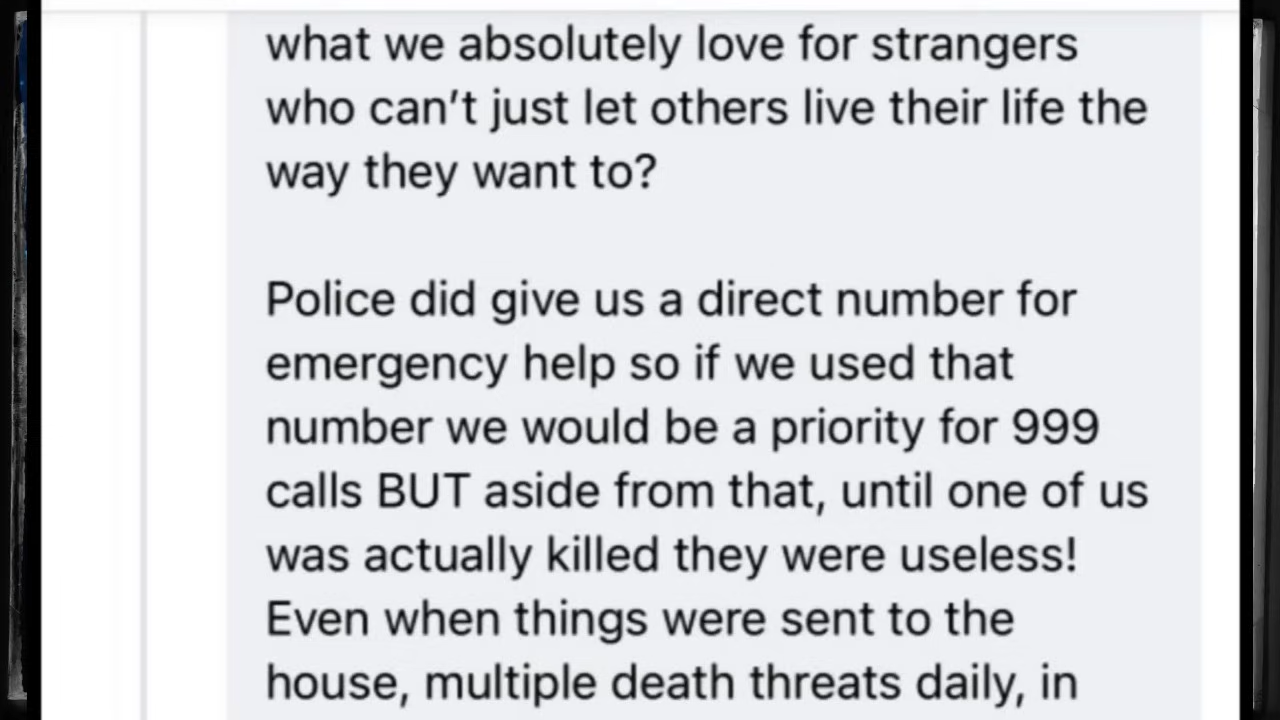 what we absolutely love for strangers
who can't just let others live their life the
way they want to?
Police did give us a direct number for
emergency help so if we used that
number we would be a priority for 999
calls BUT aside from that, until one of us
was actually killed they were useless!
Even when things were sent to the
house, multiple death threats daily, in